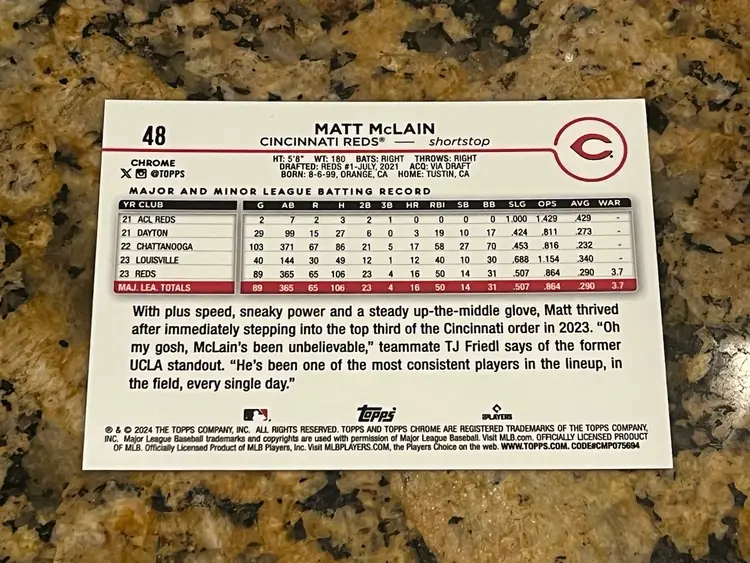 48
MATT McLAIN
CINCINNATI REDS® — shortstop
C
CHROME
X @TOPPS
HT: 5'8" WT: 180 BATS: RIGHT THROWS: RIGHT
DRAFTED: REDS #1-JULY, 2021 ACQ: VIA DRAFT
BORN: 8-6-99, ORANGE, CA HOME: TUSTIN, CA
MAJOR AND MINOR LEAGUE BATTING RECORD
YR CLUB G AB R H 2B 3B HR RBI SB BB SLG OPS AVG WAR
21 ACL REDS 2 7 2 3 2 1 0 0 0 0 1.000 1.429 .429 -
21 DAYTON 29 99 15 27 6 0 3 19 10 17 .424 .811 .273 -
22 CHATTANOOGA 103 371 67 86 21 5 17 58 27 70 .453 .816 .232 -
23 LOUISVILLE 40 144 30 49 12 1 12 40 10 30 .688 1.154 .340 -
23 REDS 89 365 65 106 23 4 16 50 14 31 .507 .864 .290 3.7
MAJ. LEA. TOTALS 89 365 65 106 23 4 16 50 14 31 .507 .864 .290 3.7
With plus speed, sneaky power and a steady up-the-middle glove, Matt thrived
after immediately stepping into the top third of the Cincinnati order in 2023. "Oh
my gosh, McLain's been unbelievable," teammate TJ Friedl says of the former
UCLA standout. "He's been one of the most consistent players in the lineup, in
the field, every single day."
topps
PLAYERS
® & © 2024 THE TOPPS COMPANY, INC. ALL RIGHTS RESERVED. TOPPS AND TOPPS CHROME ARE REGISTERED TRADEMARKS OF THE TOPPS COMPANY,
INC. Major League Baseball trademarks and copyrights are used with permission of Major League Baseball. Visit MLB.com. OFFICIALLY LICENSED PRODUCT
OF MLB. Officially Licensed Product of MLB Players, Inc. Visit MLBPLAYERS.COM, the Players Choice on the web. WWW.TOPPS.COM. CODE#CMP075694